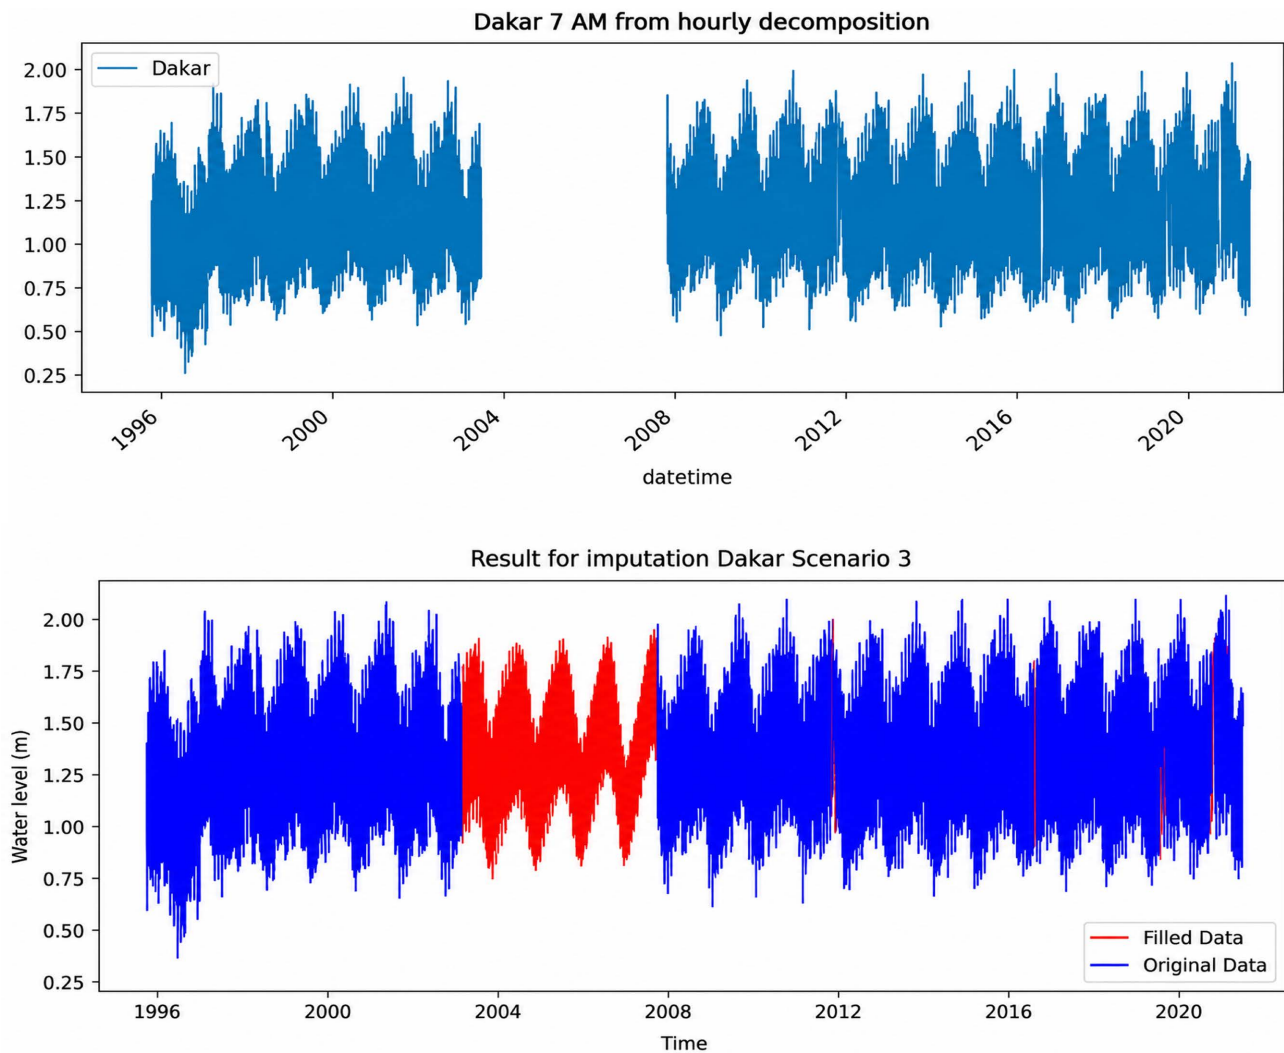 Dakar 7 AM from hourly decomposition
Dakar
2.00
1.75
1.50
1.25
1.00
0.75
0.50
0.25
1996 2000 2004 2008 2012 2016 2020
datetime
Result for imputation Dakar Scenario 3
Water level (m)
2.00
1.75
1.50
1.25
1.00
0.75
0.50
0.25
Filled Data
Original Data
1996 2000 2004 2008 2012 2016 2020
Time